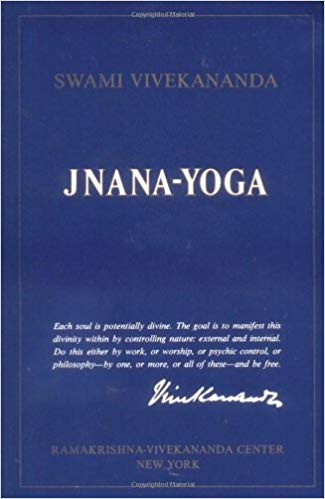 SWAMI VIVEKANANDA
JNANA-YOGA
Each soul is potentially divine. The goal is to manifest this
divinity within by controlling nature: external and internal.
Do this either by work, or worship, or psychic control, or
philosophy—by one, or more, or all of these—and be free.
Vivekananda
RAMAKRISHNA-VIVEKANANDA CENTER
NEW YORK